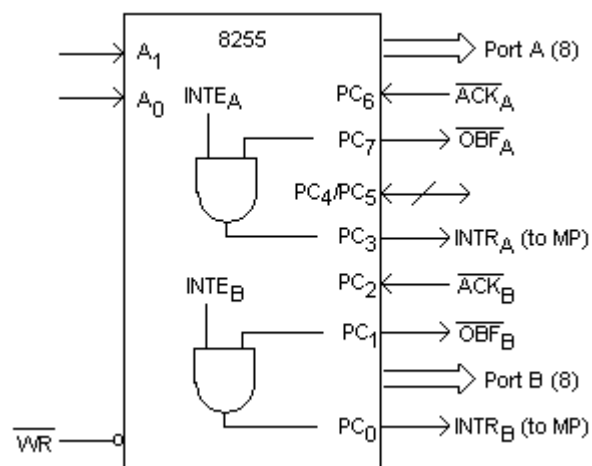 8255
A1
A0
INTEA
Port A (8)
PC6
ACKA
PC7
OBFA
PC4/PC5
PC3
INTRA (to MP)
INTEB
PC2
ACKB
PC1
OBFB
Port B (8)
WR
PC0
INTRB (to MP)